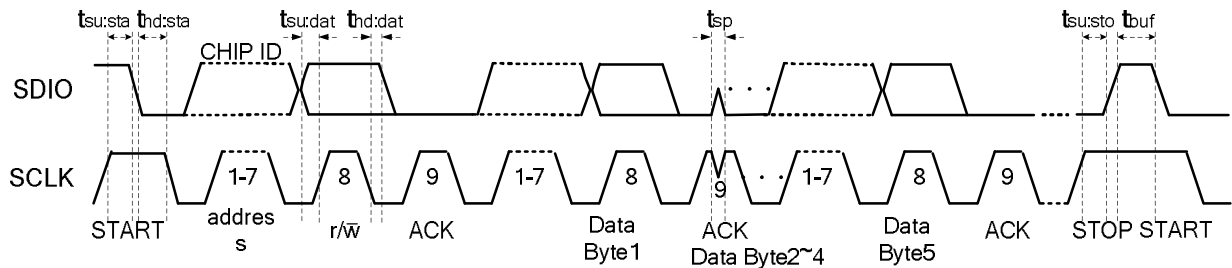 tsu:sta thd:sta tsu:dat thd:dat tsp tsu:sto tbuf
CHIP ID
SDIO
SCLK 1-7 8 9 1-7 8 9 1-7 8 9
START addres
s r/w̅ ACK Data
Byte1 ACK Data Byte2~4 Data
Byte5 ACK STOP START